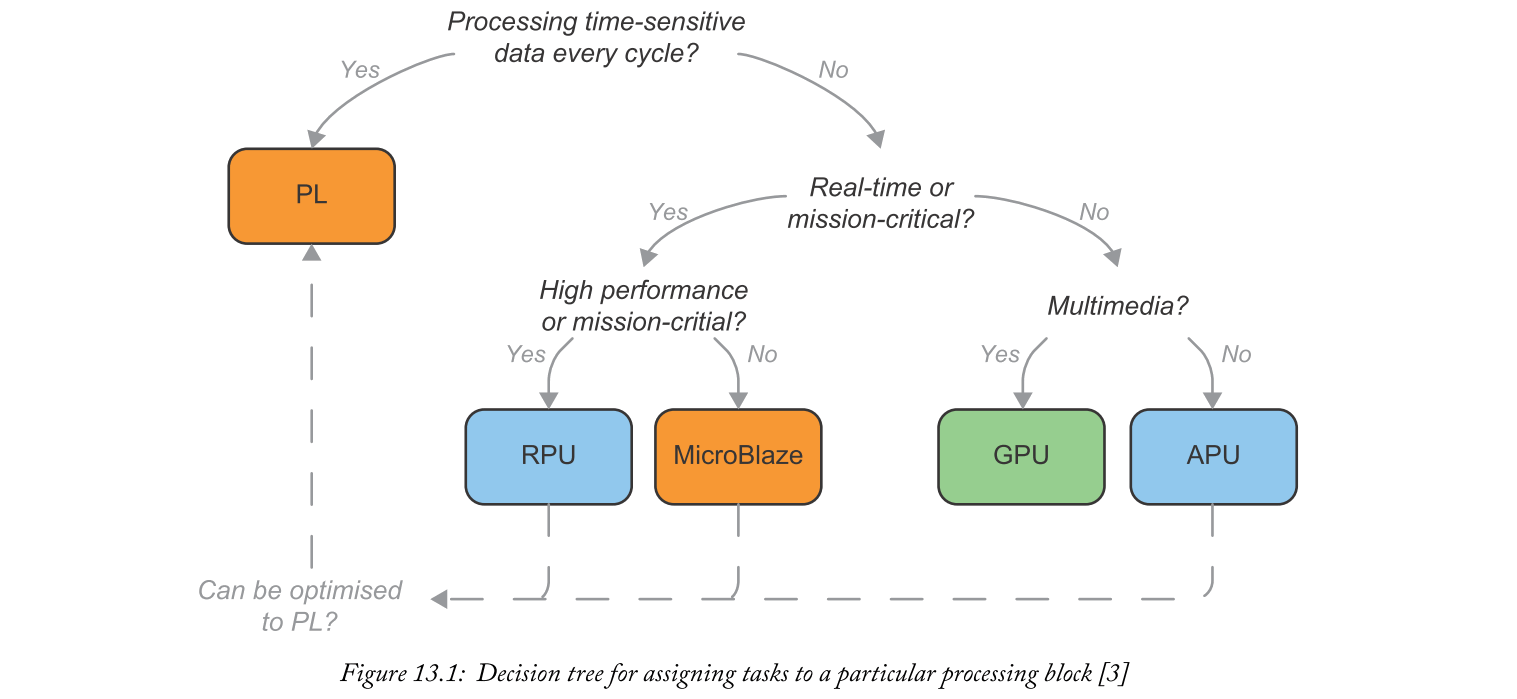 Processing time-sensitive
data every cycle?
Yes
No
PL
Real-time or
mission-critical?
Yes
No
High performance
or mission-critial?
Multimedia?
Yes
No
Yes
No
RPU
MicroBlaze
GPU
APU
Can be optimised
to PL?
Figure 13.1: Decision tree for assigning tasks to a particular processing block [3]